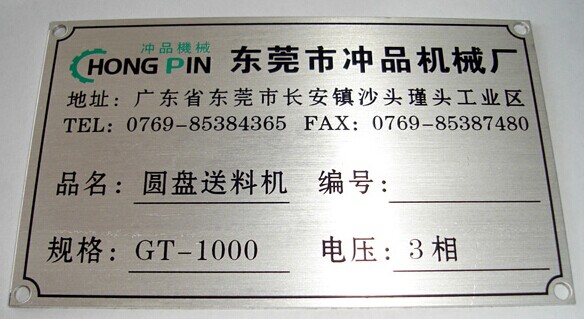 冲品機械
CHONG PIN 东莞市冲品机械厂
地址：广东省东莞市长安镇沙头瑾头工业区
TEL: 0769-85384365 FAX: 0769-85387480
品名：圆盘送料机 编号：
规格：GT-1000 电压：3相